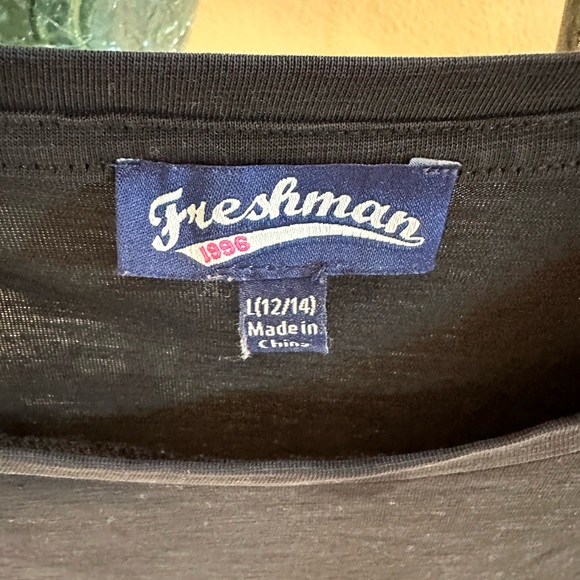 Freshman
1996
L(12/14)
Made in
China